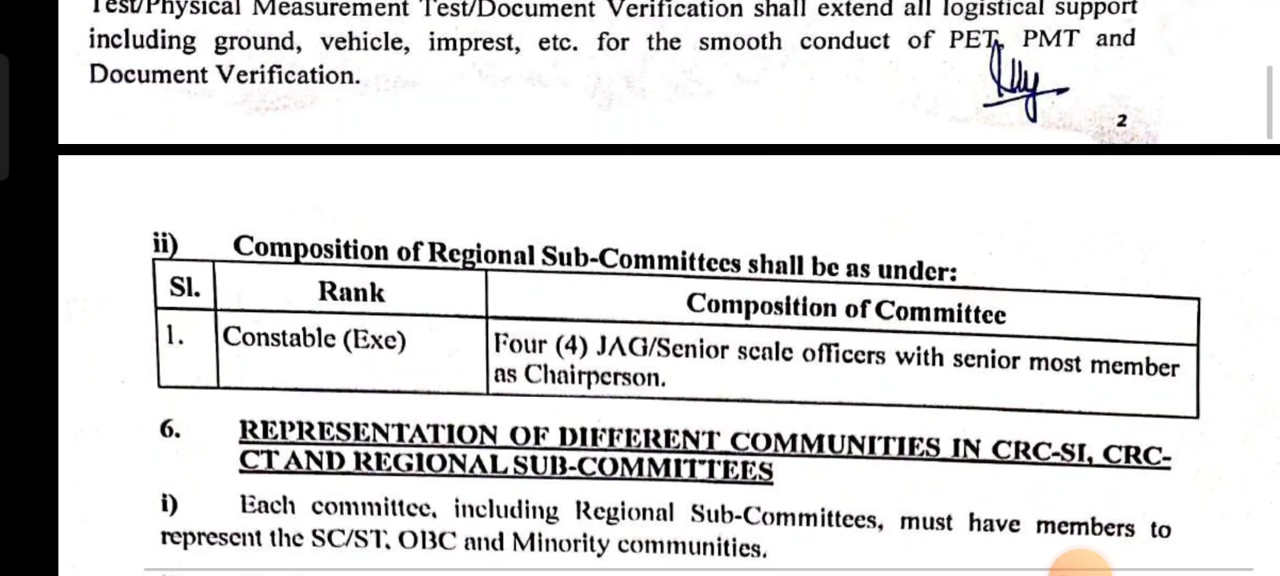 Test/Physical Measurement Test/Document Verification shall extend all logistical support
including ground, vehicle, imprest, etc. for the smooth conduct of PET, PMT and
Document Verification.
2
ii) Composition of Regional Sub-Committees shall be as under:
Sl. Rank Composition of Committee
1. Constable (Exe) Four (4) JAG/Senior scale officers with senior most member
as Chairperson.
6. REPRESENTATION OF DIFFERENT COMMUNITIES IN CRC-SI, CRC-
CT AND REGIONAL SUB-COMMITTEES
i) Each committee, including Regional Sub-Committees, must have members to
represent the SC/ST, OBC and Minority communities.